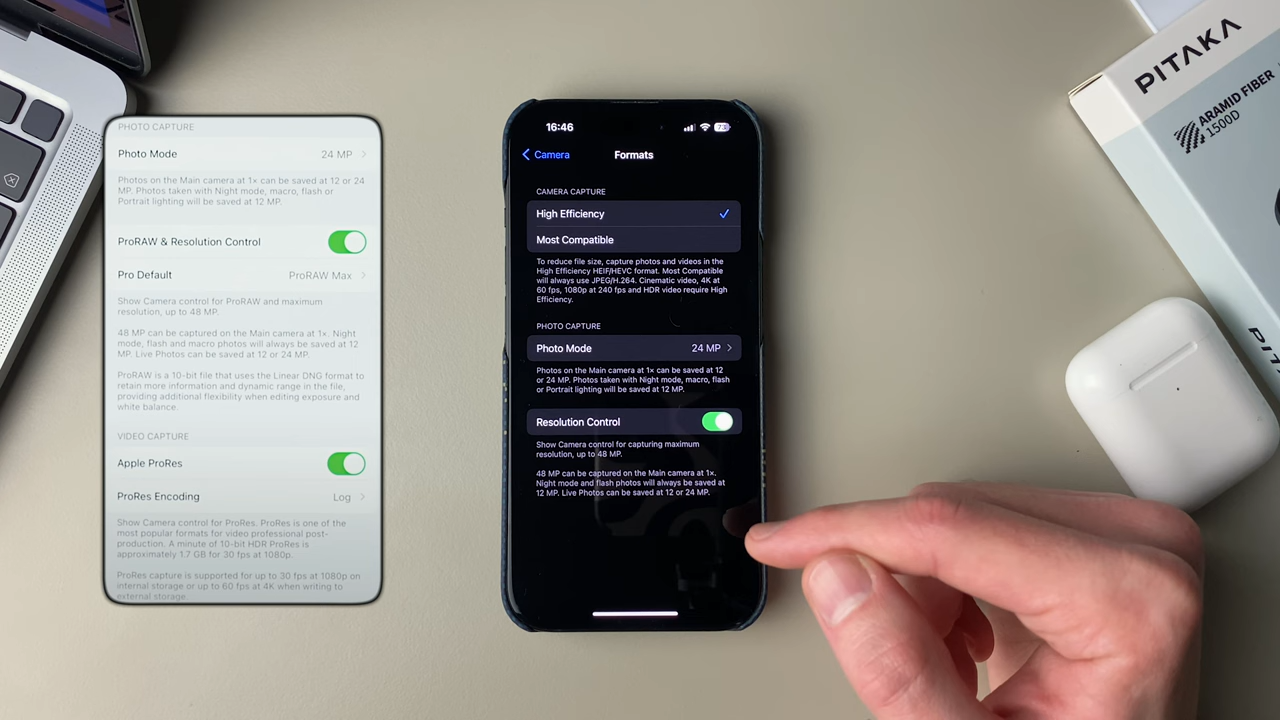 PHOTO CAPTURE
Photo Mode 24 MP
Photos on the Main camera at 1× can be saved at 12 or 24
MP. Photos taken with Night mode, macro, flash or
Portrait lighting will be saved at 12 MP.
ProRAW & Resolution Control
Pro Default ProRAW Max
Show Camera control for ProRAW and maximum
resolution, up to 48 MP.
48 MP can be captured on the Main camera at 1×. Night
mode, flash and macro photos will always be saved at 12
MP. Live Photos can be saved at 12 or 24 MP.
ProRAW is a 10-bit file that uses the Linear DNG format to
retain more information and dynamic range in the file,
providing additional flexibility when editing exposure and
white balance.
VIDEO CAPTURE
Apple ProRes
ProRes Encoding Log
Show Camera control for ProRes. ProRes is one of the
most popular formats for video professional post-
production. A minute of 10-bit HDR ProRes is
approximately 1.7 GB for 30 fps at 1080p.
ProRes capture is supported for up to 30 fps at 1080p on
internal storage or up to 60 fps at 4K when writing to
external storage.
16:46 73
Camera Formats
CAMERA CAPTURE
High Efficiency
Most Compatible
To reduce file size, capture photos and videos in the
High Efficiency HEIF/HEVC format. Most Compatible
will always use JPEG/H.264. Cinematic video, 4K at
60 fps, 1080p at 240 fps and HDR video require High
Efficiency.
PHOTO CAPTURE
Photo Mode 24 MP
Photos on the Main camera at 1× can be saved at 12
or 24 MP. Photos taken with Night mode, macro, flash
or Portrait lighting will be saved at 12 MP.
Resolution Control
Show Camera control for capturing maximum
resolution, up to 48 MP.
48 MP can be captured on the Main camera at 1×.
Night mode and flash photos will always be saved at
12 MP. Live Photos can be saved at 12 or 24 MP.
PITAKA
ARAMID FIBER
1500D